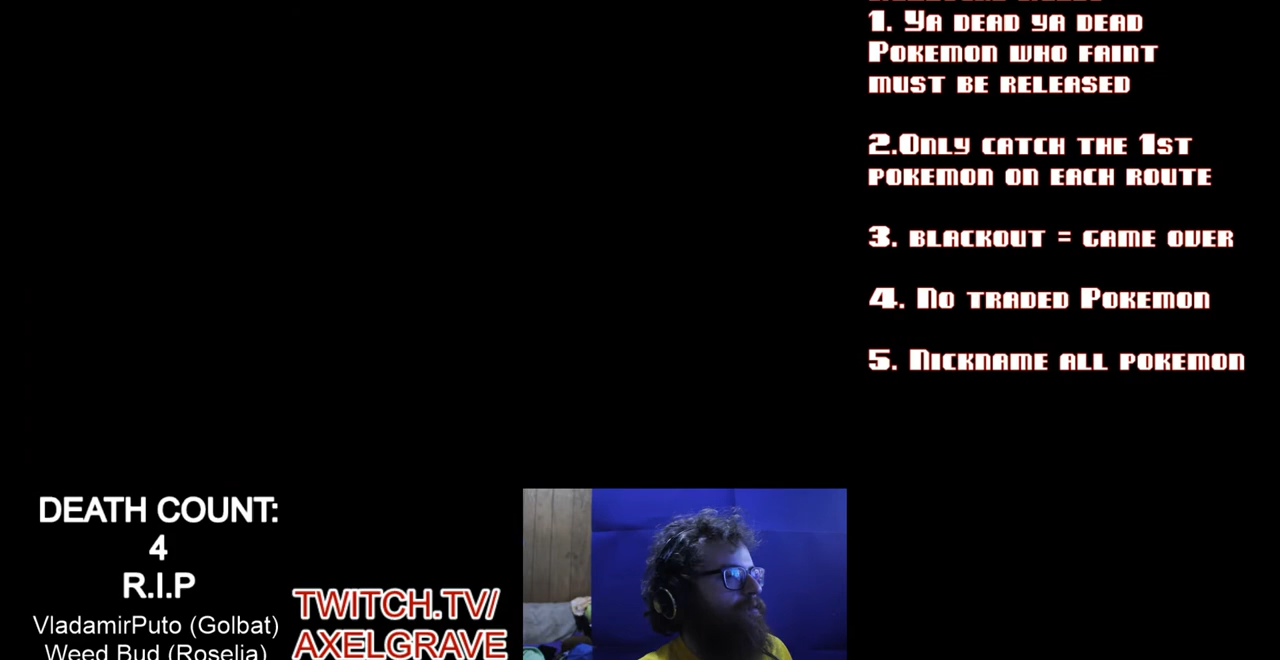 1. Ya dead ya dead
Pokemon who faint
must be released
2.Only catch the 1st
pokemon on each route
3. blackout = game over
4. No traded Pokemon
5. Nickname all pokemon
DEATH COUNT:
4
R.I.P
VladamirPuto (Golbat)
Weed Bud (Roselia)
TWITCH.TV/
AXELGRAVE